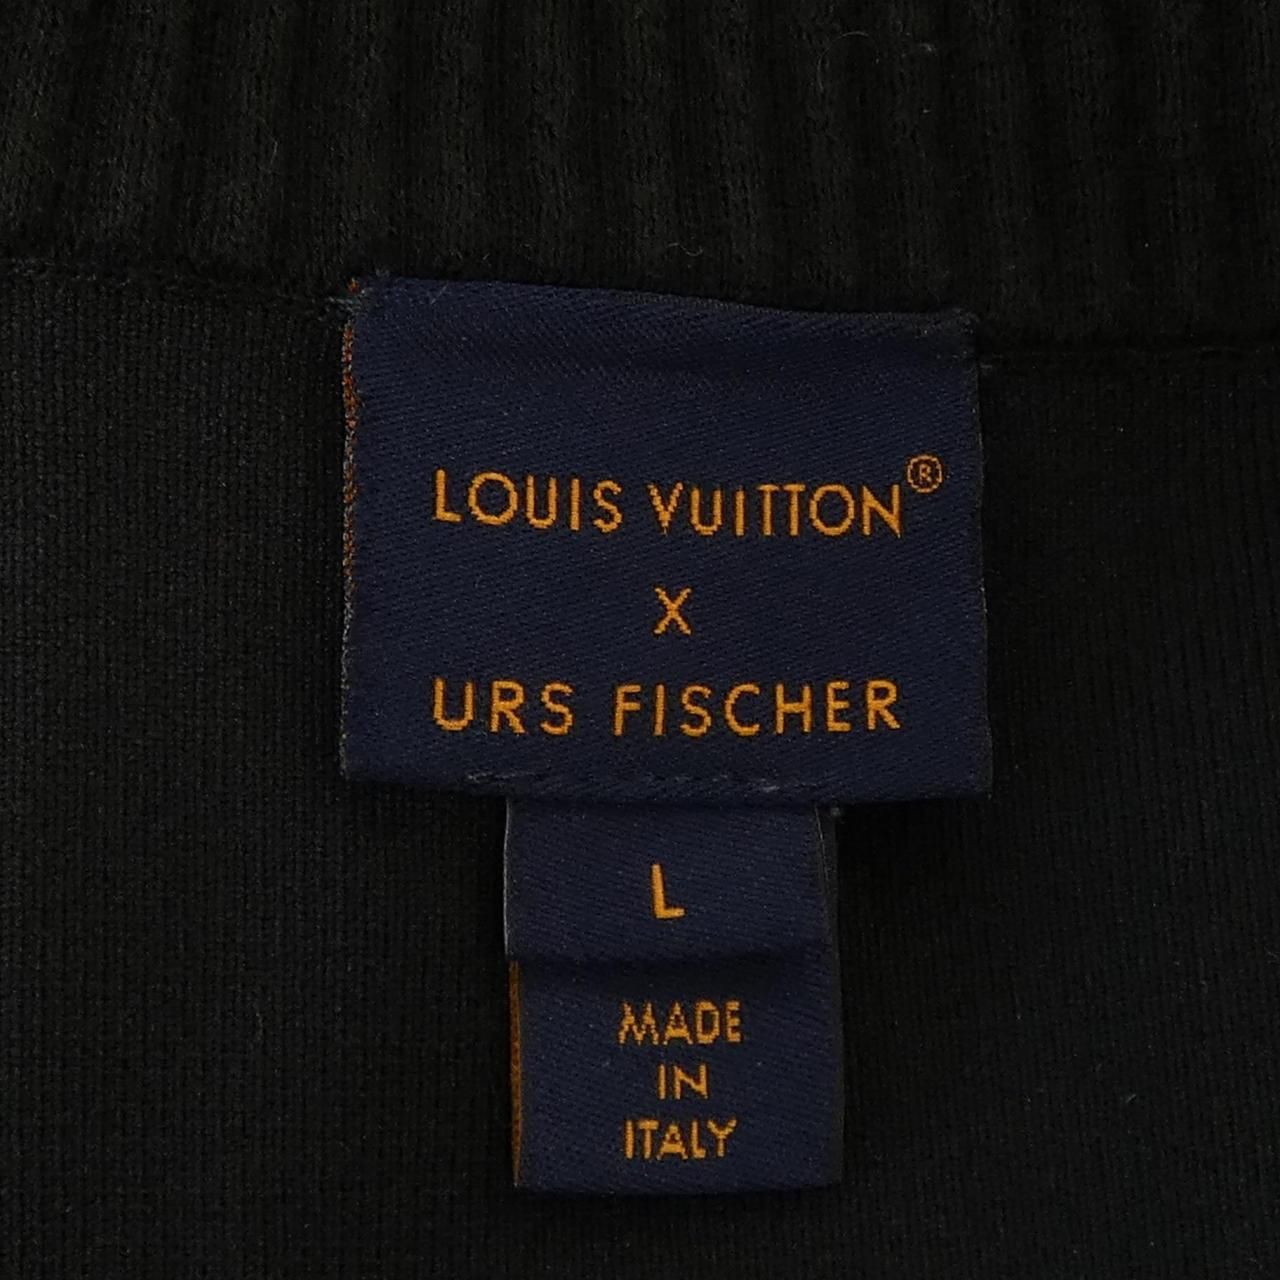 LOUIS VUITTON®
X
URS FISCHER
L
MADE
IN
ITALY